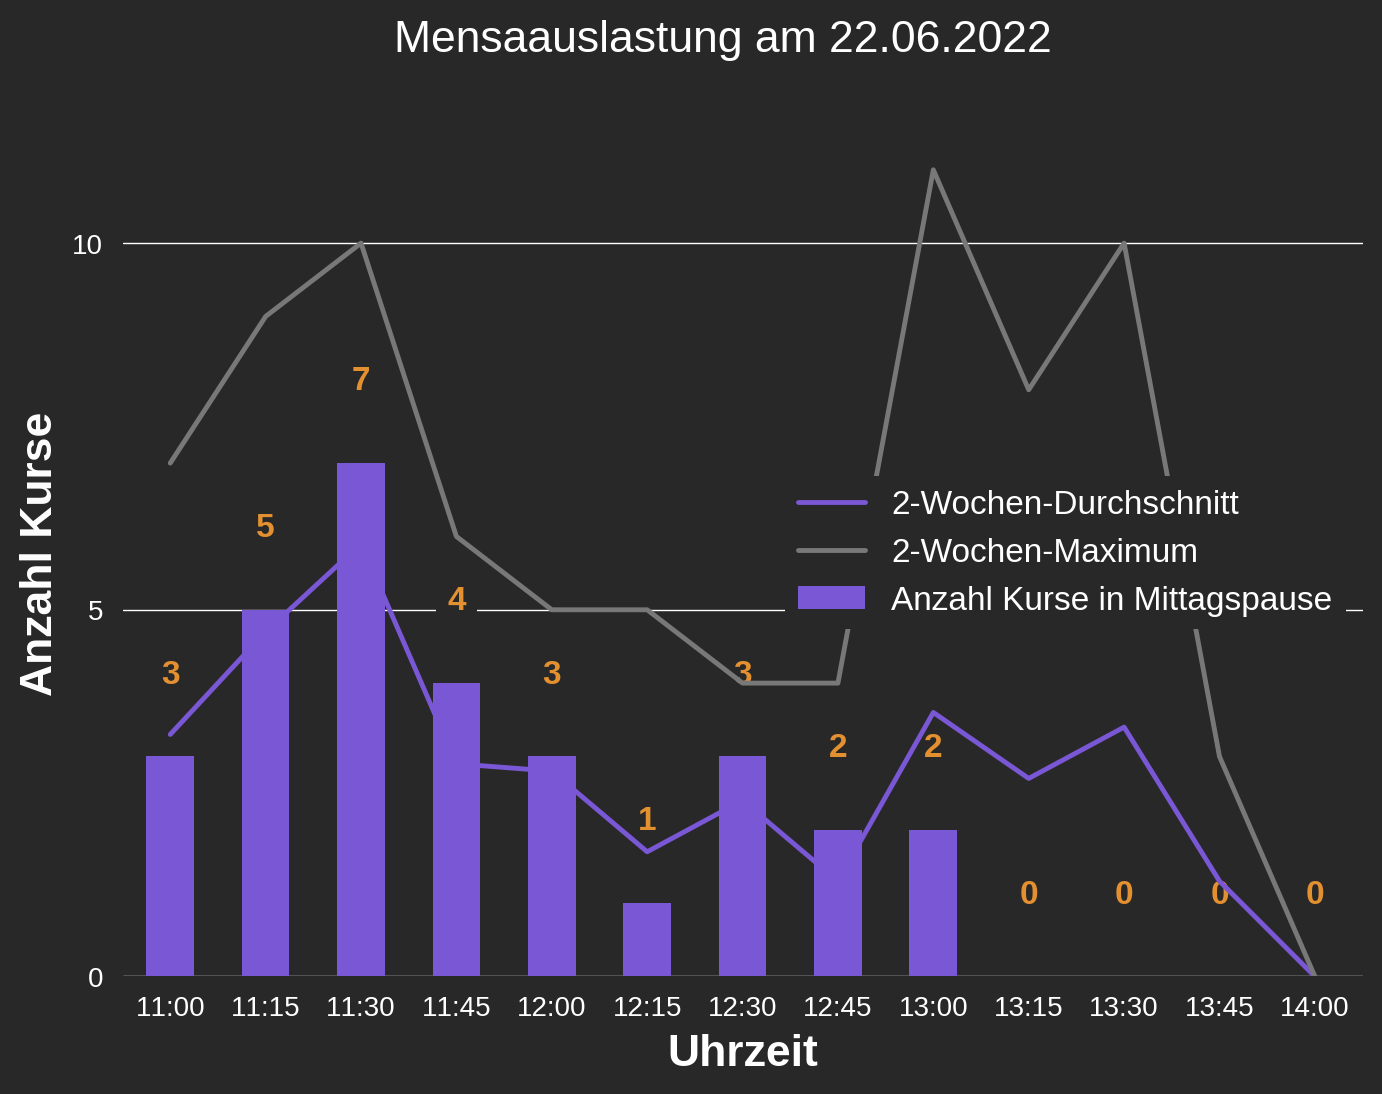 Mensaauslastung am 22.06.2022
Anzahl Kurse
10
5
0
7
5
4
3
3
3
2
2
1
0
0
0
0
2-Wochen-Durchschnitt
2-Wochen-Maximum
Anzahl Kurse in Mittagspause
11:00 11:15 11:30 11:45 12:00 12:15 12:30 12:45 13:00 13:15 13:30 13:45 14:00
Uhrzeit